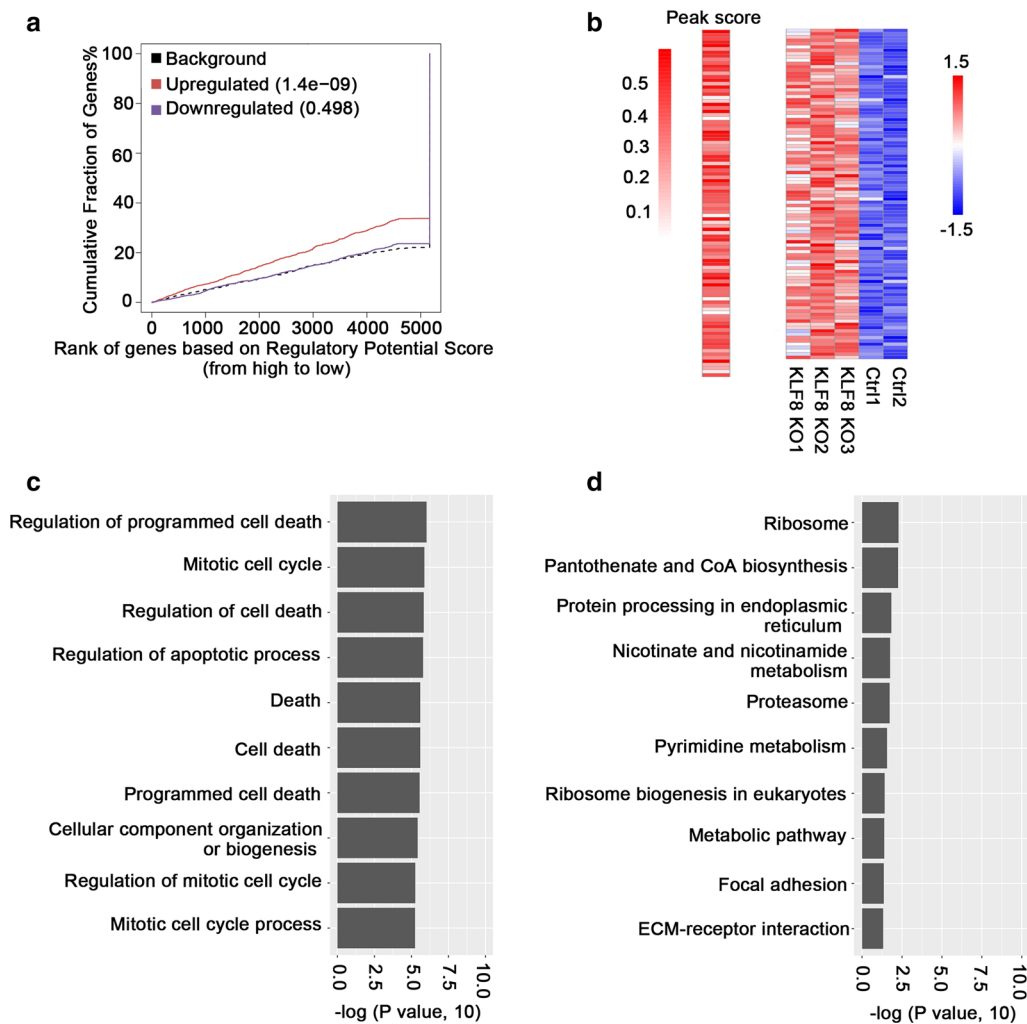 a
100
80
60
40
20
0
Cumulative Fraction of Genes%
Background
Upregulated (1.4e−09)
Downregulated (0.498)
0 1000 2000 3000 4000 5000
Rank of genes based on Regulatory Potential Score
(from high to low)
b
Peak score
0.5
0.4
0.3
0.2
0.1
1.5
-1.5
KLF8 KO1
KLF8 KO2
KLF8 KO3
Ctrl1
Ctrl2
c
Regulation of programmed cell death
Mitotic cell cycle
Regulation of cell death
Regulation of apoptotic process
Death
Cell death
Programmed cell death
Cellular component organization
or biogenesis
Regulation of mitotic cell cycle
Mitotic cell cycle process
0.0 2.5 5.0 7.5 10.0
-log (P value, 10)
d
Ribosome
Pantothenate and CoA biosynthesis
Protein processing in endoplasmic
reticulum
Nicotinate and nicotinamide
metabolism
Proteasome
Pyrimidine metabolism
Ribosome biogenesis in eukaryotes
Metabolic pathway
Focal adhesion
ECM-receptor interaction
0.0 2.5 5.0 7.5 10.0
-log (P value, 10)